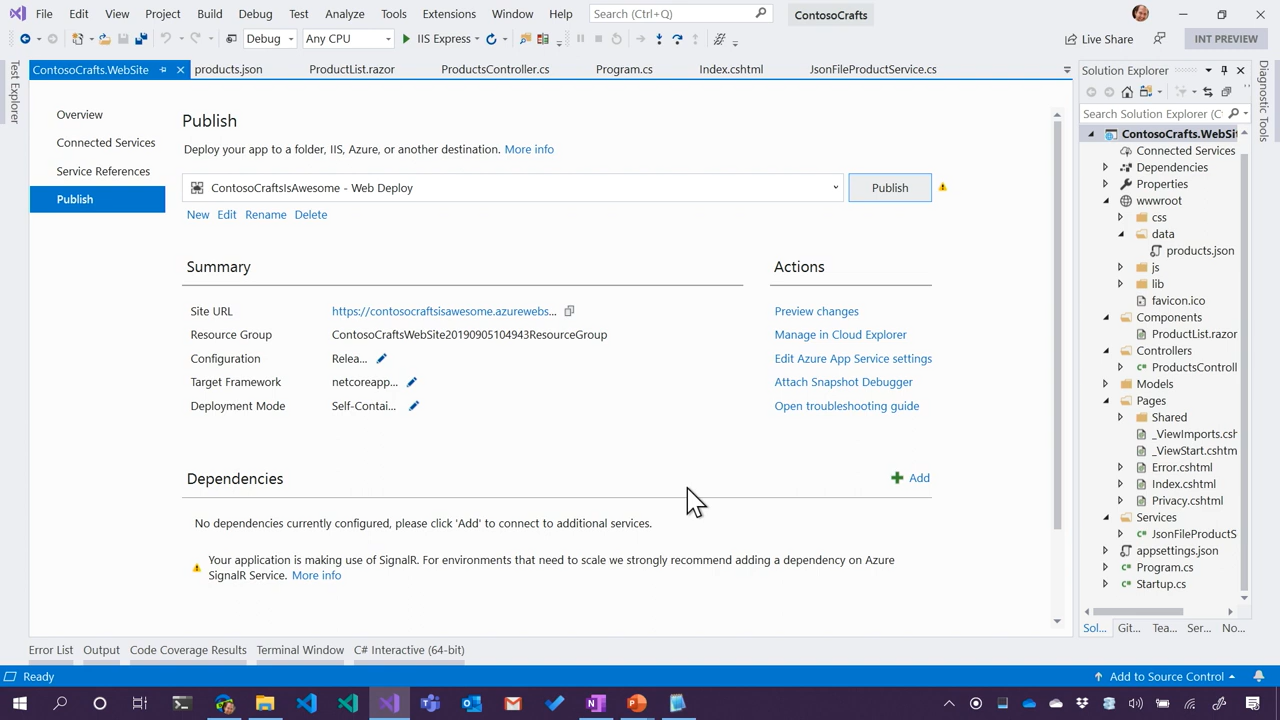 File Edit View Project Build Debug Test Analyze Tools Extensions Window Help Search (Ctrl+Q) ContosoCrafts
Debug Any CPU IIS Express Live Share INT PREVIEW
Test Explorer
ContosoCrafts.WebSite products.json ProductList.razor ProductsController.cs Program.cs Index.cshtml JsonFileProductService.cs
Overview
Connected Services
Service References
Publish
Publish
Deploy your app to a folder, IIS, Azure, or another destination. More info
ContosoCraftsIsAwesome - Web Deploy Publish
New Edit Rename Delete
Summary
Site URL https://contosocraftsisawesome.azurewebs...
Resource Group ContosoCraftsWebSite20190905104943ResourceGroup
Configuration Relea...
Target Framework netcoreapp...
Deployment Mode Self-Contai...
Actions
Preview changes
Manage in Cloud Explorer
Edit Azure App Service settings
Attach Snapshot Debugger
Open troubleshooting guide
Dependencies Add
No dependencies currently configured, please click 'Add' to connect to additional services.
Your application is making use of SignalR. For environments that need to scale we strongly recommend adding a dependency on Azure
SignalR Service. More info
Solution Explorer
Search Solution Explorer (C
ContosoCrafts.WebSit
Connected Services
Dependencies
Properties
wwwroot
css
data
products.json
js
lib
favicon.ico
Components
ProductList.razor
Controllers
ProductsControll
Models
Pages
Shared
_ViewImports.csh
_ViewStart.cshtm
Error.cshtml
Index.cshtml
Privacy.cshtml
Services
JsonFileProductS
appsettings.json
Program.cs
Startup.cs
Sol... Git... Tea... Ser... No...
Diagnostic Tools
Error List Output Code Coverage Results Terminal Window C# Interactive (64-bit)
Ready Add to Source Control